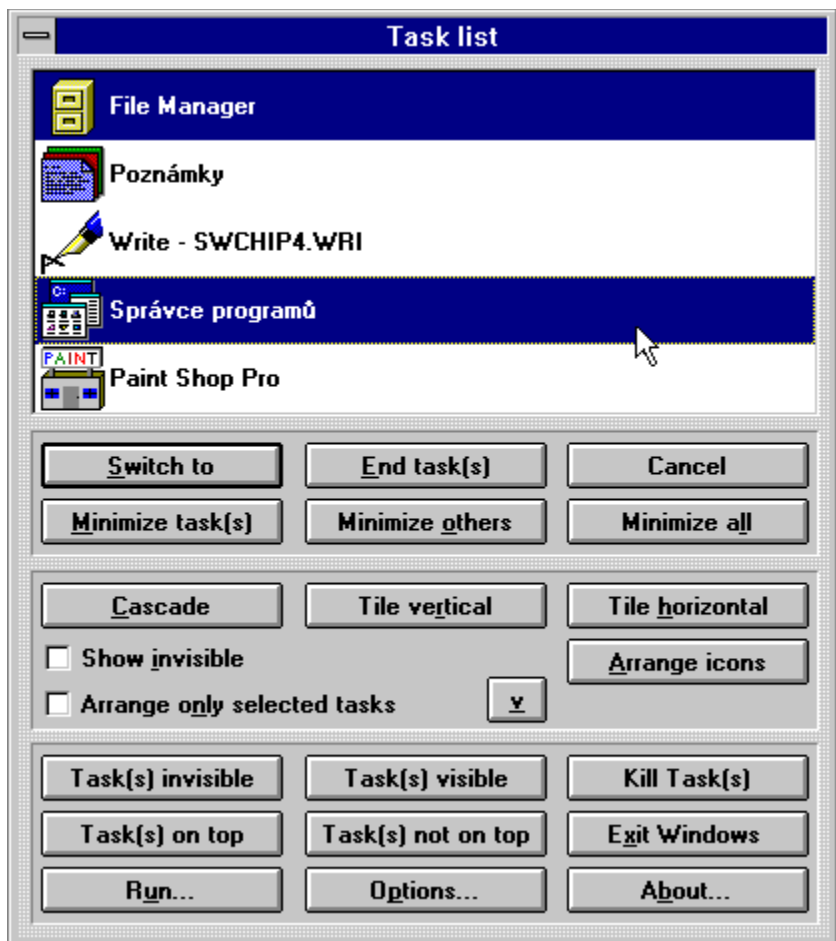 Task list
File Manager
Poznámky
Write - SWCHIP4.WRI
C:
Správce programů
PAINT
Paint Shop Pro
Switch to End task(s) Cancel
Minimize task(s) Minimize others Minimize all
Cascade Tile vertical Tile horizontal
Show invisible Arrange icons
Arrange only selected tasks v
Task(s) invisible Task(s) visible Kill Task(s)
Task(s) on top Task(s) not on top Exit Windows
Run... Options... About...